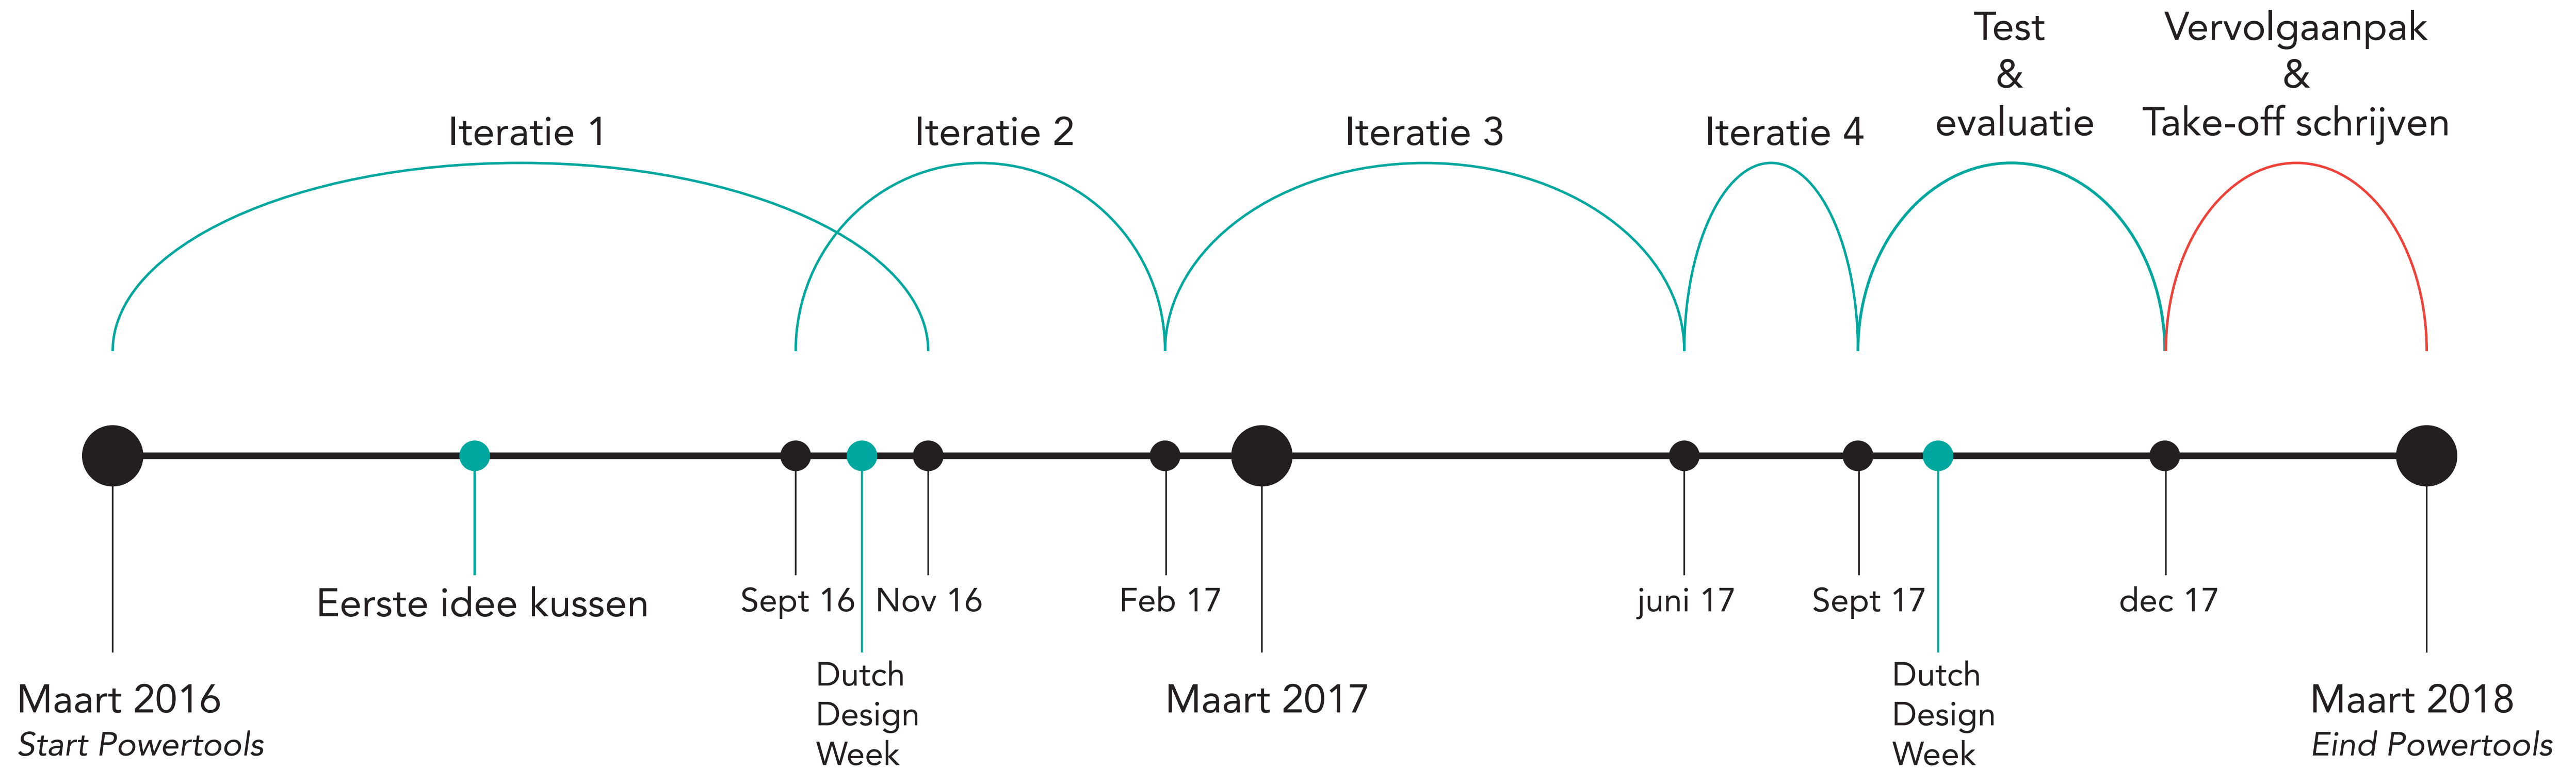 Test
&
evaluatie
Vervolgaanpak
&
Take-off schrijven
Iteratie 1
Iteratie 2
Iteratie 3
Iteratie 4
Eerste idee kussen
Sept 16
Nov 16
Feb 17
juni 17
Sept 17
dec 17
Maart 2016
Start Powertools
Dutch
Design
Week
Maart 2017
Dutch
Design
Week
Maart 2018
Eind Powertools